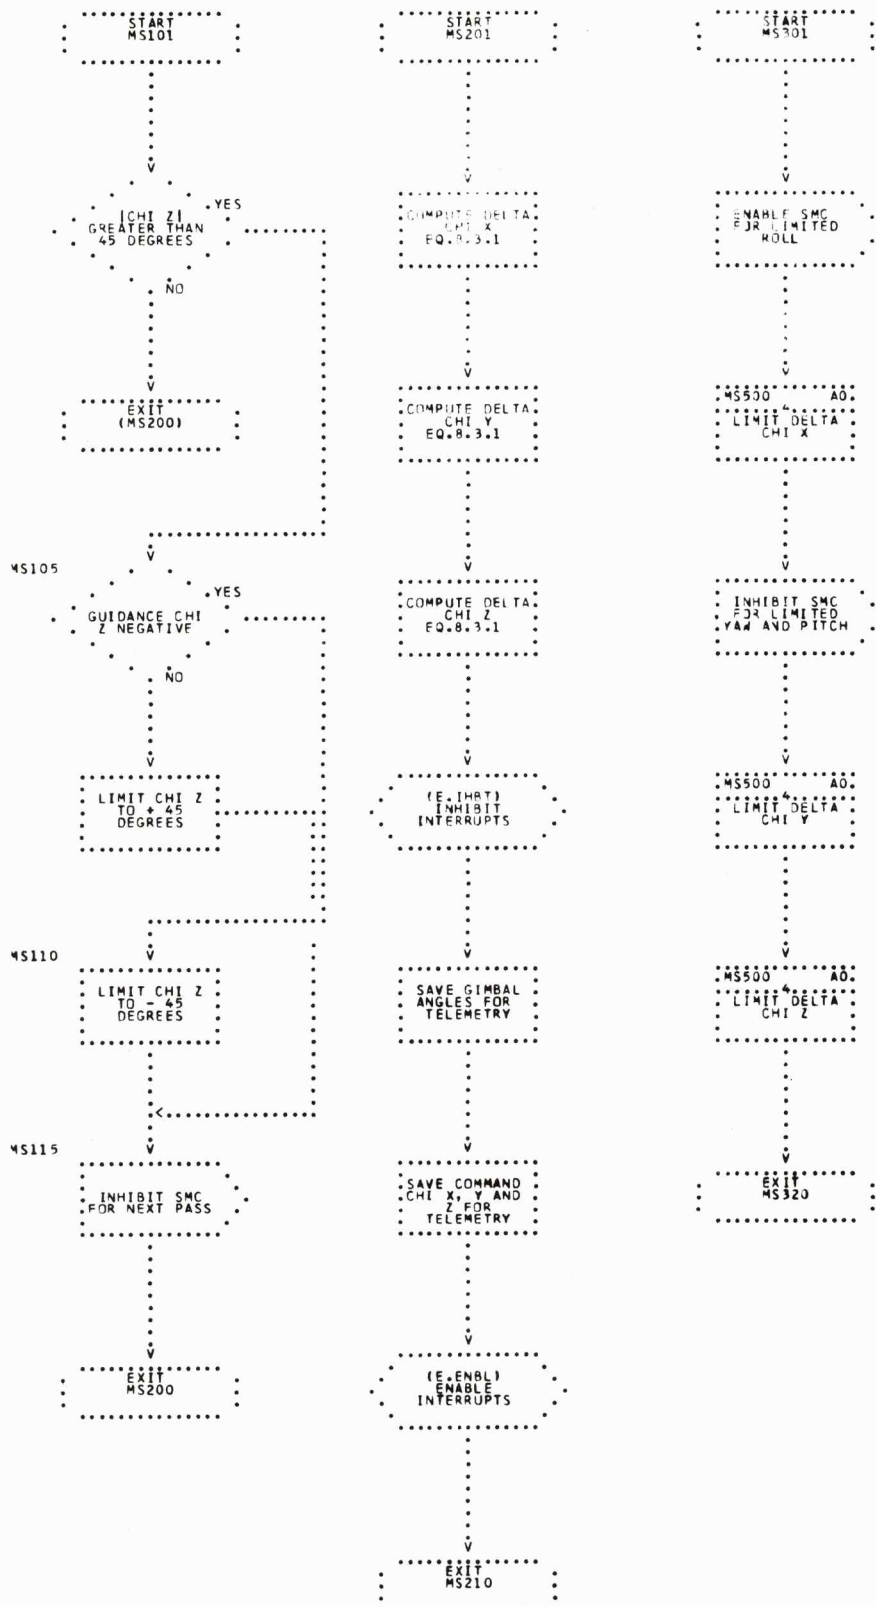 START
MS101
|CHI Z|
GREATER THAN
45 DEGREES
YES
NO
EXIT
(MS200)
MS105
GUIDANCE CHI
Z NEGATIVE
YES
NO
LIMIT CHI Z
TO + 45
DEGREES
MS110
LIMIT CHI Z
TO - 45
DEGREES
MS115
INHIBIT SMC
FOR NEXT PASS
EXIT
MS200
START
MS201
COMPUTE DELTA
CHI X
EQ.8.3.1
COMPUTE DELTA
CHI Y
EQ.8.3.1
COMPUTE DELTA
CHI Z
EQ.8.3.1
(E.IHBT)
INHIBIT
INTERRUPTS
SAVE GIMBAL
ANGLES FOR
TELEMETRY
SAVE COMMAND
CHI X, Y AND
Z FOR
TELEMETRY
(E.ENBL)
ENABLE
INTERRUPTS
EXIT
MS210
START
MS301
ENABLE SMC
FOR LIMITED
ROLL
MS500 A0
4
LIMIT DELTA
CHI X
INHIBIT SMC
FOR LIMITED
YAW AND PITCH
MS500 A0
4
LIMIT DELTA
CHI Y
MS500 A0
4
LIMIT DELTA
CHI Z
EXIT
MS320